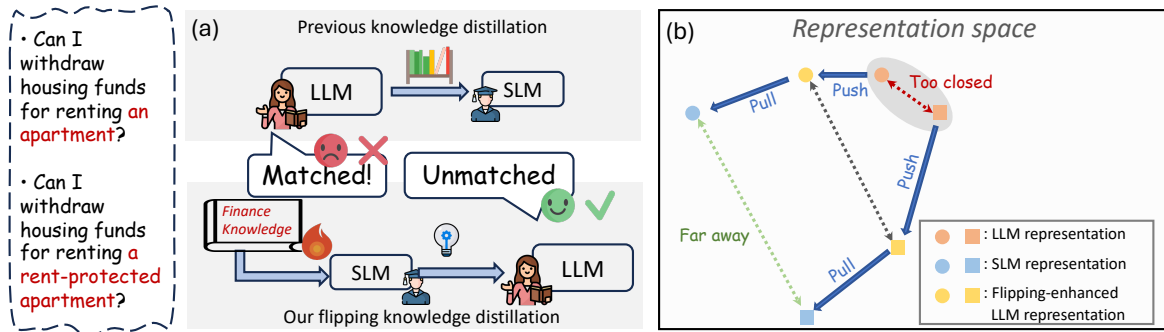 • Can I
withdraw
housing funds
for renting an
apartment?
• Can I
withdraw
housing funds
for renting a
rent-protected
apartment?
(a)
Previous knowledge distillation
LLM
SLM
Matched!
Unmatched
Finance
Knowledge
SLM
LLM
Our flipping knowledge distillation
(b)
Representation space
Pull
Push
Too closed
Push
Far away
Pull
: LLM representation
: SLM representation
: Flipping-enhanced
LLM representation